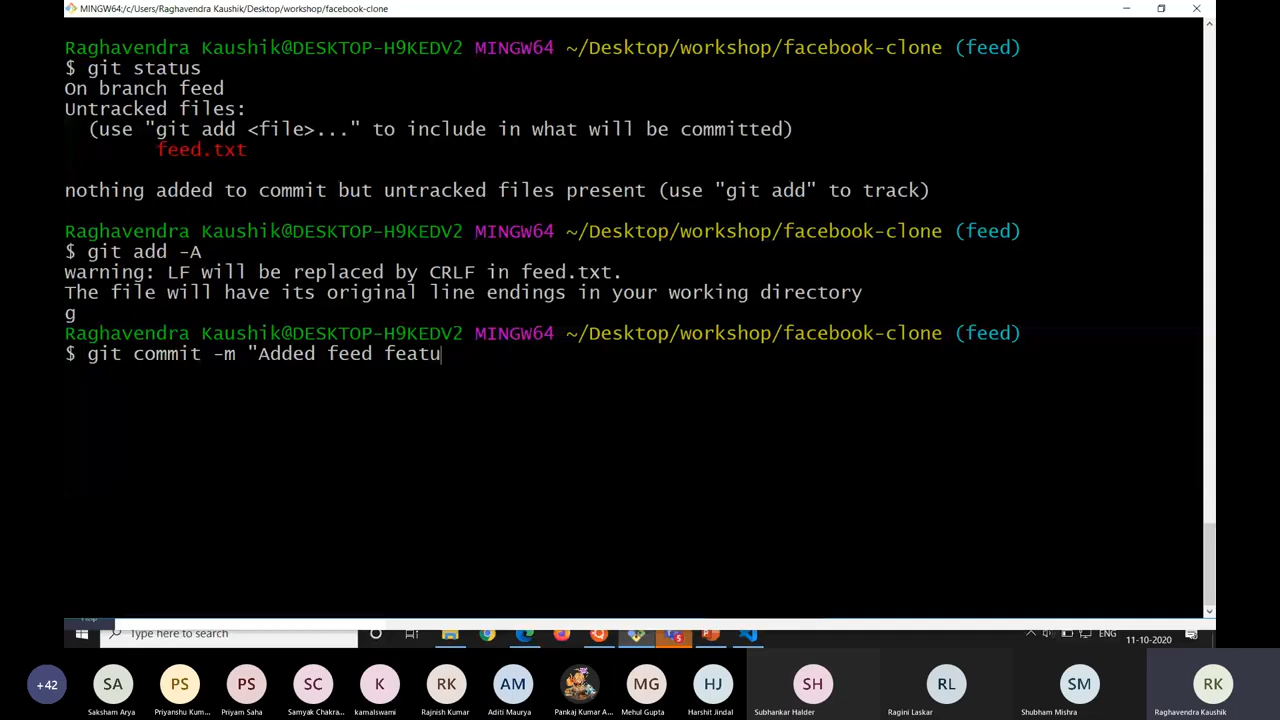 MINGW64:/c/Users/Raghavendra Kaushik/Desktop/workshop/facebook-clone
Raghavendra Kaushik@DESKTOP-H9KEDV2 MINGW64 ~/Desktop/workshop/facebook-clone (feed)
$ git status
On branch feed
Untracked files:
(use "git add <file>..." to include in what will be committed)
feed.txt
nothing added to commit but untracked files present (use "git add" to track)
Raghavendra Kaushik@DESKTOP-H9KEDV2 MINGW64 ~/Desktop/workshop/facebook-clone (feed)
$ git add -A
warning: LF will be replaced by CRLF in feed.txt.
The file will have its original line endings in your working directory
g
Raghavendra Kaushik@DESKTOP-H9KEDV2 MINGW64 ~/Desktop/workshop/facebook-clone (feed)
$ git commit -m "Added feed featu
Type here to search
ENG
11-10-2020
+42 SA PS PS SC K RK AM MG HJ SH RL SM RK
Saksham Arya Priyanshu Kum... Priyam Saha Samyak Chakra... kamalswami Rajnish Kumar Aditi Maurya Pankaj Kumar A... Mehul Gupta Harshit Jindal Subhankar Halder Ragini Laskar Shubham Mishra Raghavendra Kaushik